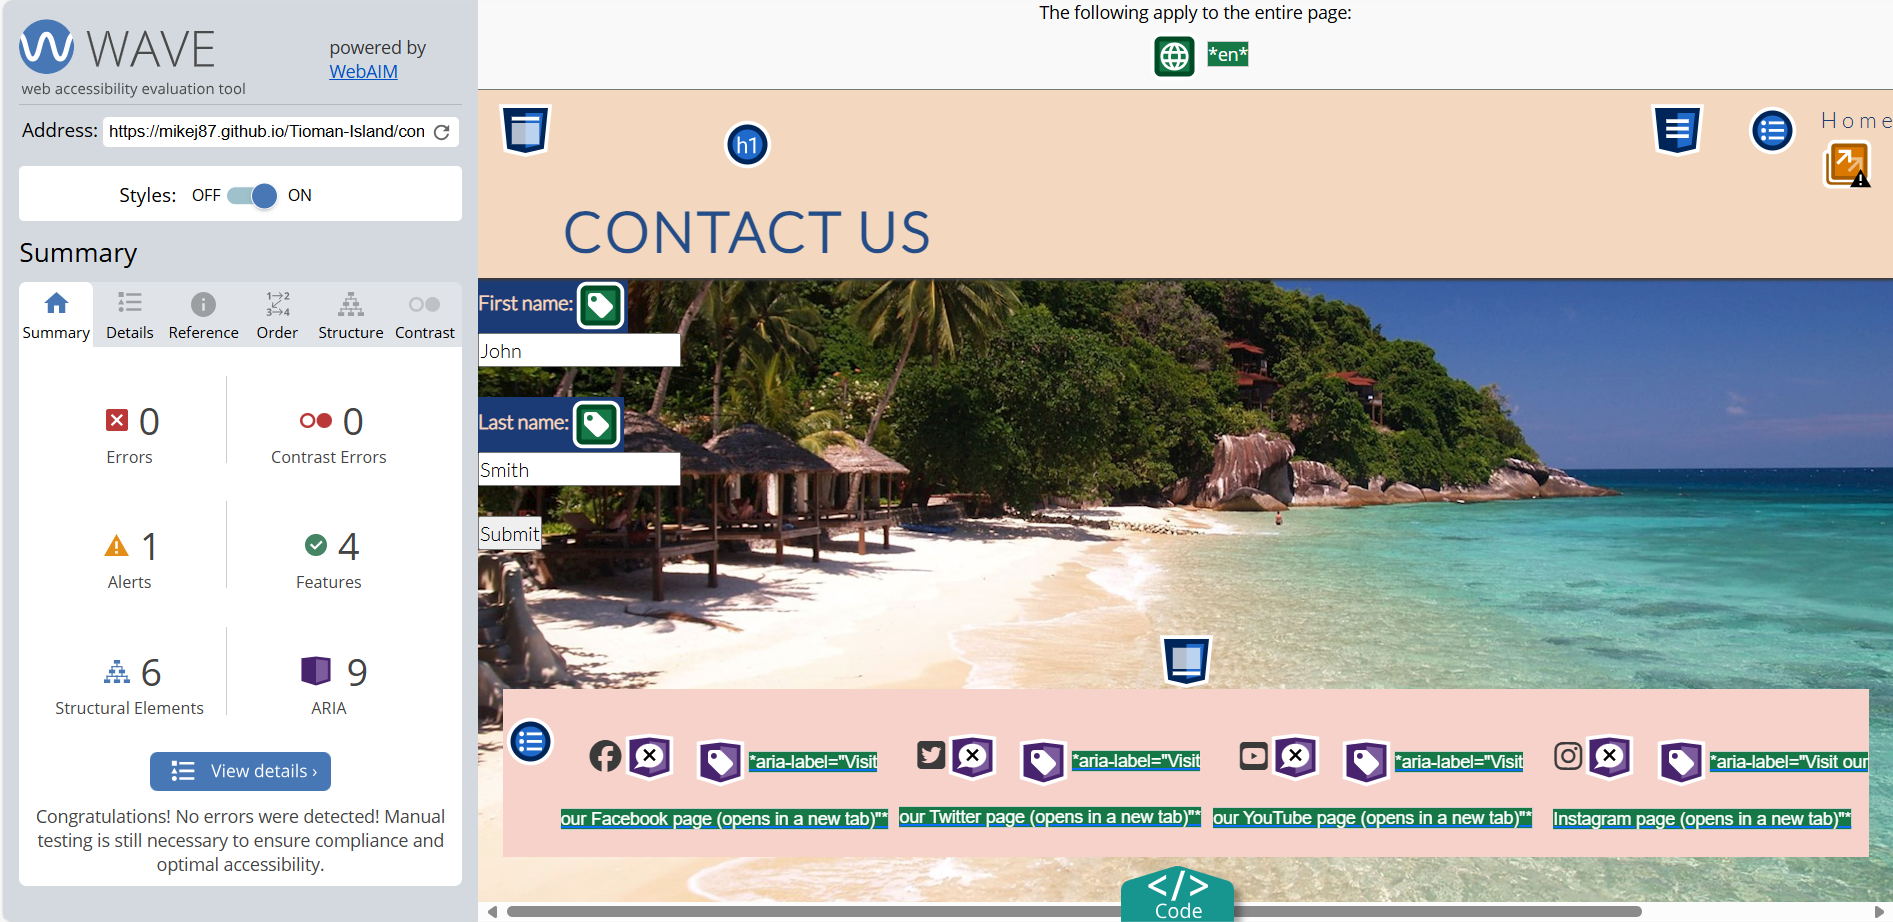 WAVE
powered by
WebAIM
web accessibility evaluation tool
Address: https://mikej87.github.io/Tioman-Island/con
Styles: OFF ON
Summary
Summary Details Reference Order Structure Contrast
0 0
Errors Contrast Errors
1 4
Alerts Features
6 9
Structural Elements ARIA
View details ›
Congratulations! No errors were detected! Manual
testing is still necessary to ensure compliance and
optimal accessibility.
The following apply to the entire page:
*en*
h1
Home
CONTACT US
First name:
John
Last name:
Smith
Submit
*aria-label="Visit
our Facebook page (opens in a new tab)"*
*aria-label="Visit
our Twitter page (opens in a new tab)"*
*aria-label="Visit
our YouTube page (opens in a new tab)"*
*aria-label="Visit our
Instagram page (opens in a new tab)"*
</>
Code